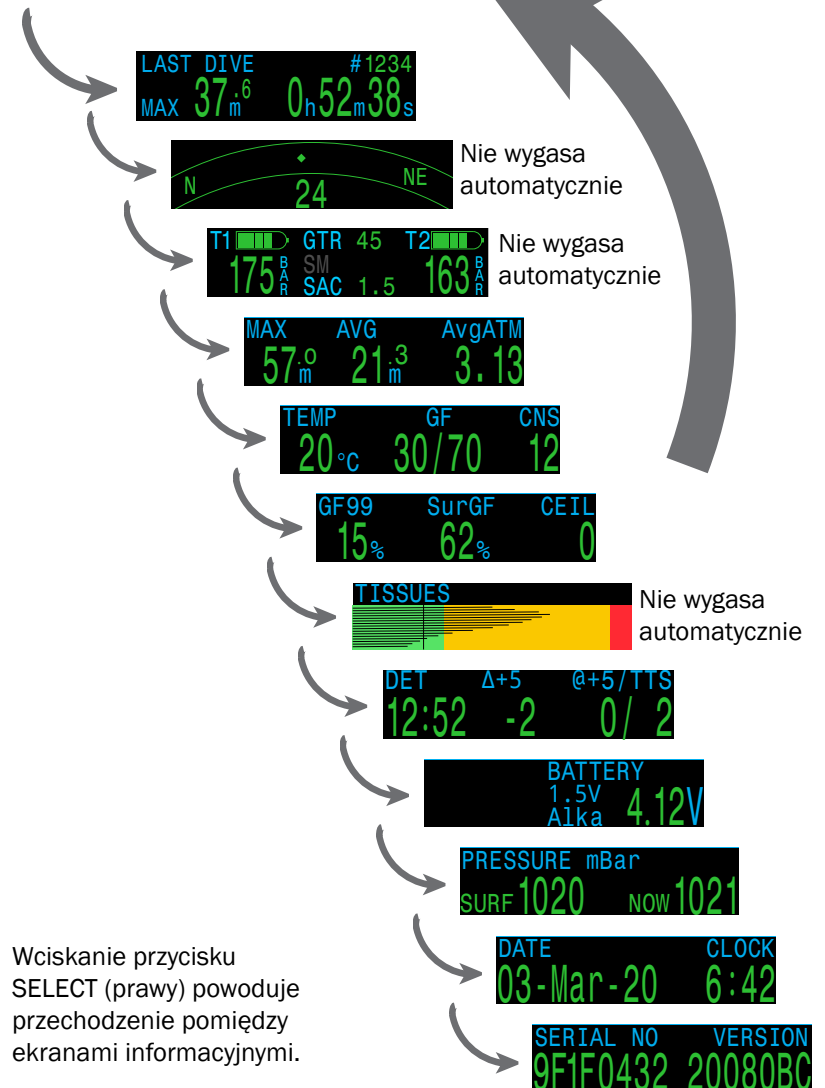 LAST DIVE #1234
MAX 37.6m 0h52m38s
N 24 NE
Nie wygasa
automatycznie
T1 GTR 45 T2
175 BAR SM 163 BAR
SAC 1.5
Nie wygasa
automatycznie
MAX AVG AvgATM
57.0m 21.3m 3.13
TEMP GF CNS
20°C 30/70 12
GF99 SurGF CEIL
15% 62% 0
TISSUES
Nie wygasa
automatycznie
DET Δ+5 @+5/TTS
12:52 -2 0/ 2
BATTERY
1.5V
Alka 4.12V
PRESSURE mBar
SURF 1020 NOW 1021
DATE CLOCK
03-Mar-20 6:42
SERIAL NO VERSION
9F1F0432 20080BC
Wciskanie przycisku
SELECT (prawy) powoduje
przechodzenie pomiędzy
ekranami informacyjnymi.